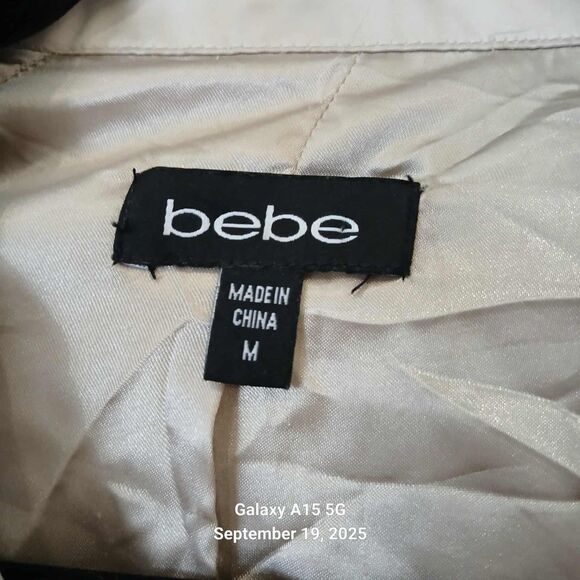 bebe
MADE IN
CHINA
M
Galaxy A15 5G
September 19, 2025